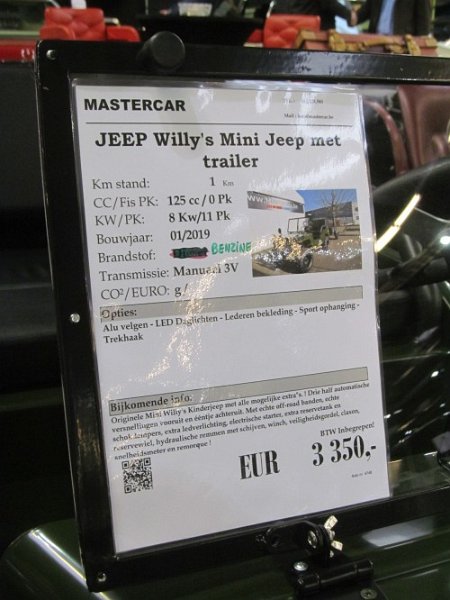 MASTERCAR
JEEP Willy's Mini Jeep met
trailer
Km stand: 1 Km
CC/Fis PK: 125 cc/0 Pk
KW/PK: 8 Kw/11 Pk
Bouwjaar: 01/2019
Brandstof: BENZINE
Transmissie: Manuaal 3V
CO²/EURO: g/
Opties:
Alu velgen - LED Daglichten - Lederen bekleding - Sport ophanging -
Trekhaak
Bijkomende info:
Originele Mini Willy's Kinderjeep met alle mogelijke extra's. ! Drie half automatische
versnellingen vooruit en ééntje achteruit. Met echte off-road banden, echte
schokdempers, extra ledverlichting, electrische starter, extra reservetank en
reservewiel, hydraulische remmen met schijven, winch, veiligheidsgordel, claxon,
snelheidsmeter en remorque !
BTW Inbegrepen!
EUR 3 350,-